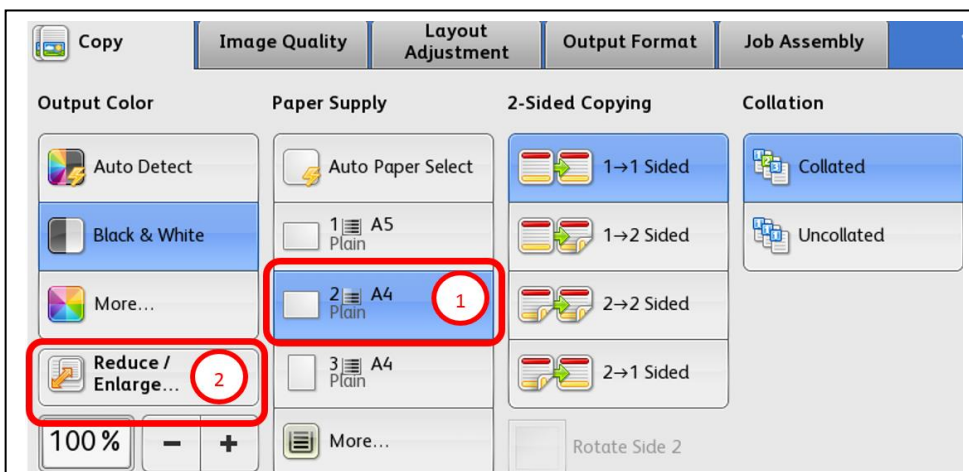 Copy
Image Quality
Layout
Adjustment
Output Format
Job Assembly
Output Color
Paper Supply
2-Sided Copying
Collation
Auto Detect
Black & White
More...
Reduce /
Enlarge...
2
100%
-
+
Auto Paper Select
1 A5
Plain
2 A4
Plain
1
3 A4
Plain
More...
1→1 Sided
1→2 Sided
2→2 Sided
2→1 Sided
Rotate Side 2
Collated
Uncollated